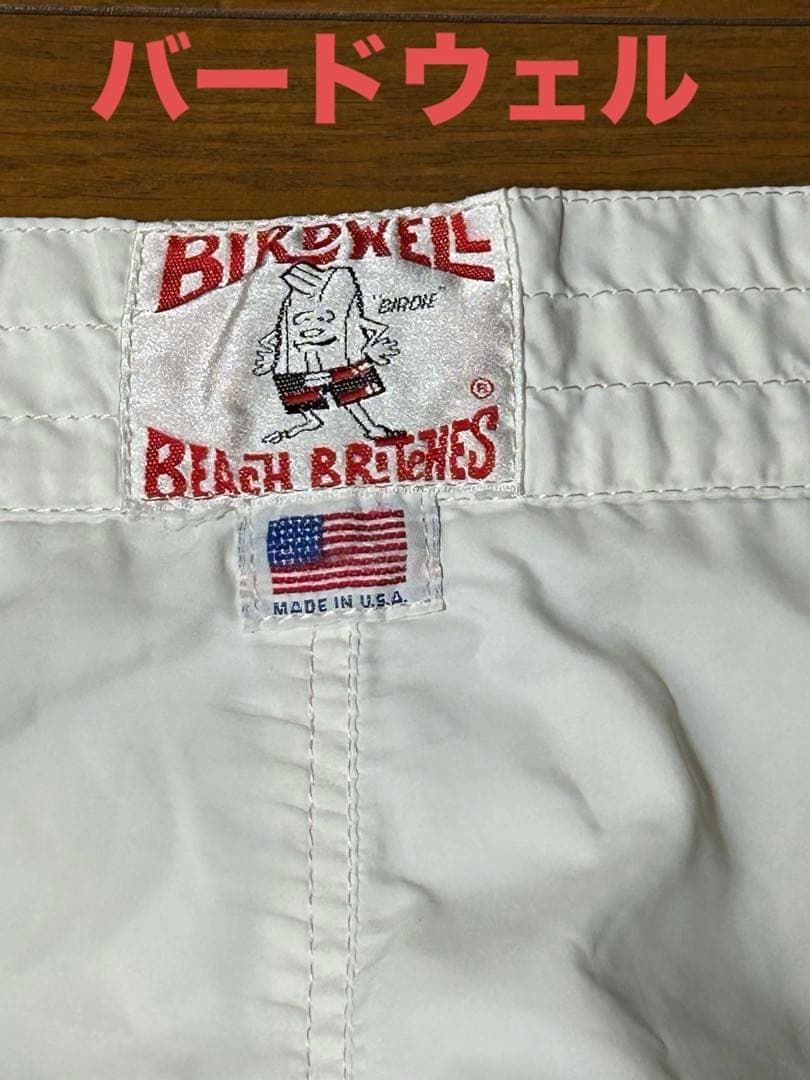 バードウェル
BIRDWELL
"BIRDIE"
®
BEACH BRITCHES
MADE IN U.S.A.